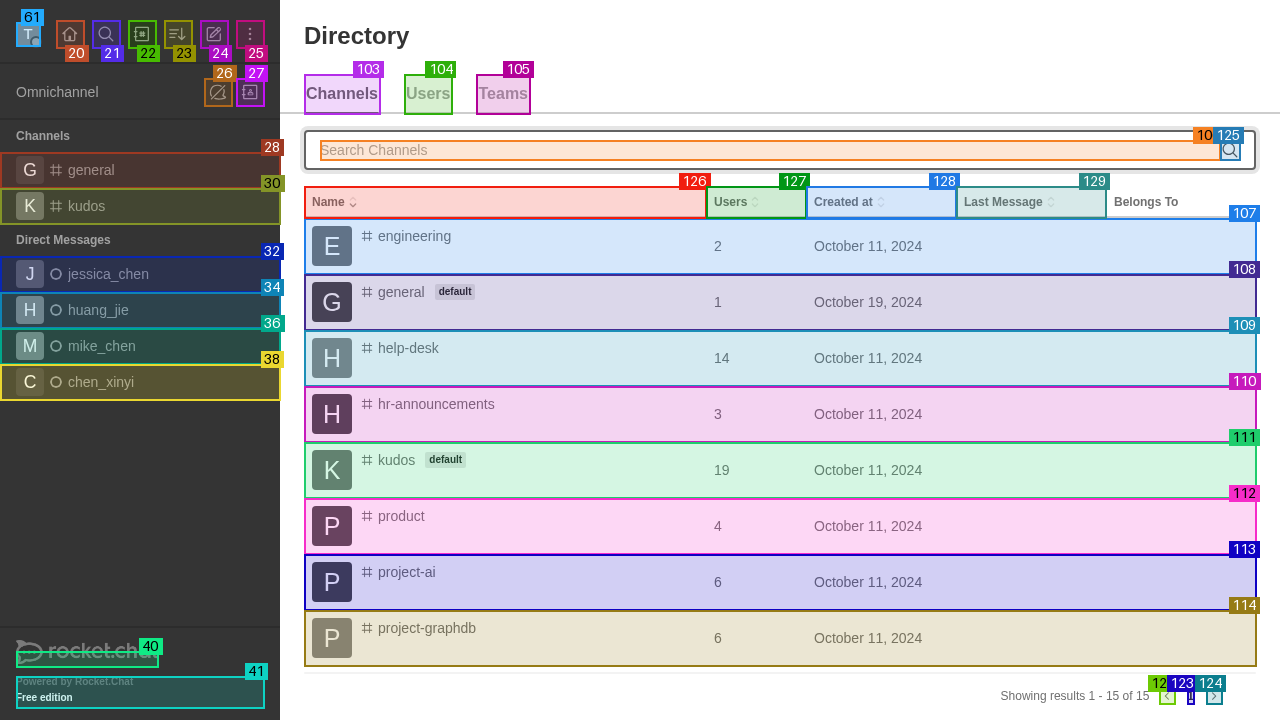 61
T
20
21
22
23
24
25
Omnichannel
26
27
Channels
28
G general
30
K kudos
Direct Messages
32
J jessica_chen
34
H huang_jie
36
M mike_chen
38
C chen_xinyi
40
rocket.cha
41
Powered by Rocket.Chat
Free edition
Directory
103
104
105
Channels
Users
Teams
10
125
Search Channels
126
127
128
129
Name
Users
Created at
Last Message
Belongs To
107
E engineering 2 October 11, 2024
108
G general default 1 October 19, 2024
109
H help-desk 14 October 11, 2024
110
H hr-announcements 3 October 11, 2024
111
K kudos default 19 October 11, 2024
112
P product 4 October 11, 2024
113
P project-ai 6 October 11, 2024
114
P project-graphdb 6 October 11, 2024
12
123
124
Showing results 1 - 15 of 15